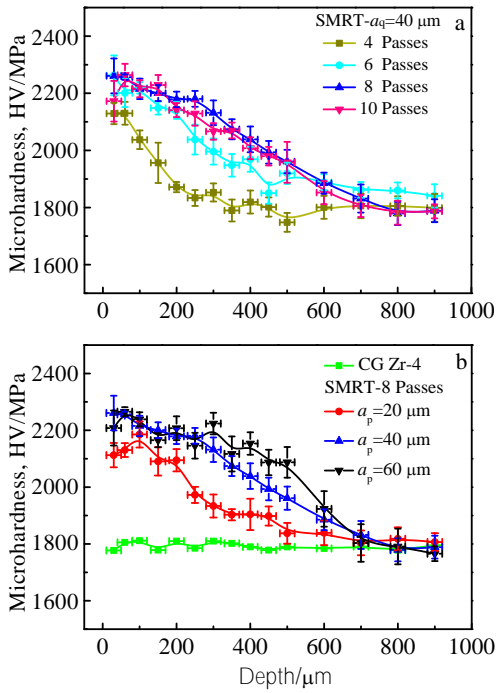 SMRT-aq=40 μm a
4 Passes
6 Passes
8 Passes
10 Passes
Microhardness, HV/MPa
2400
2200
2000
1800
1600
0 200 400 600 800 1000
CG Zr-4 b
SMRT-8 Passes
ap=20 μm
ap=40 μm
ap=60 μm
Microhardness, HV/MPa
2400
2200
2000
1800
1600
0 200 400 600 800 1000
Depth/μm